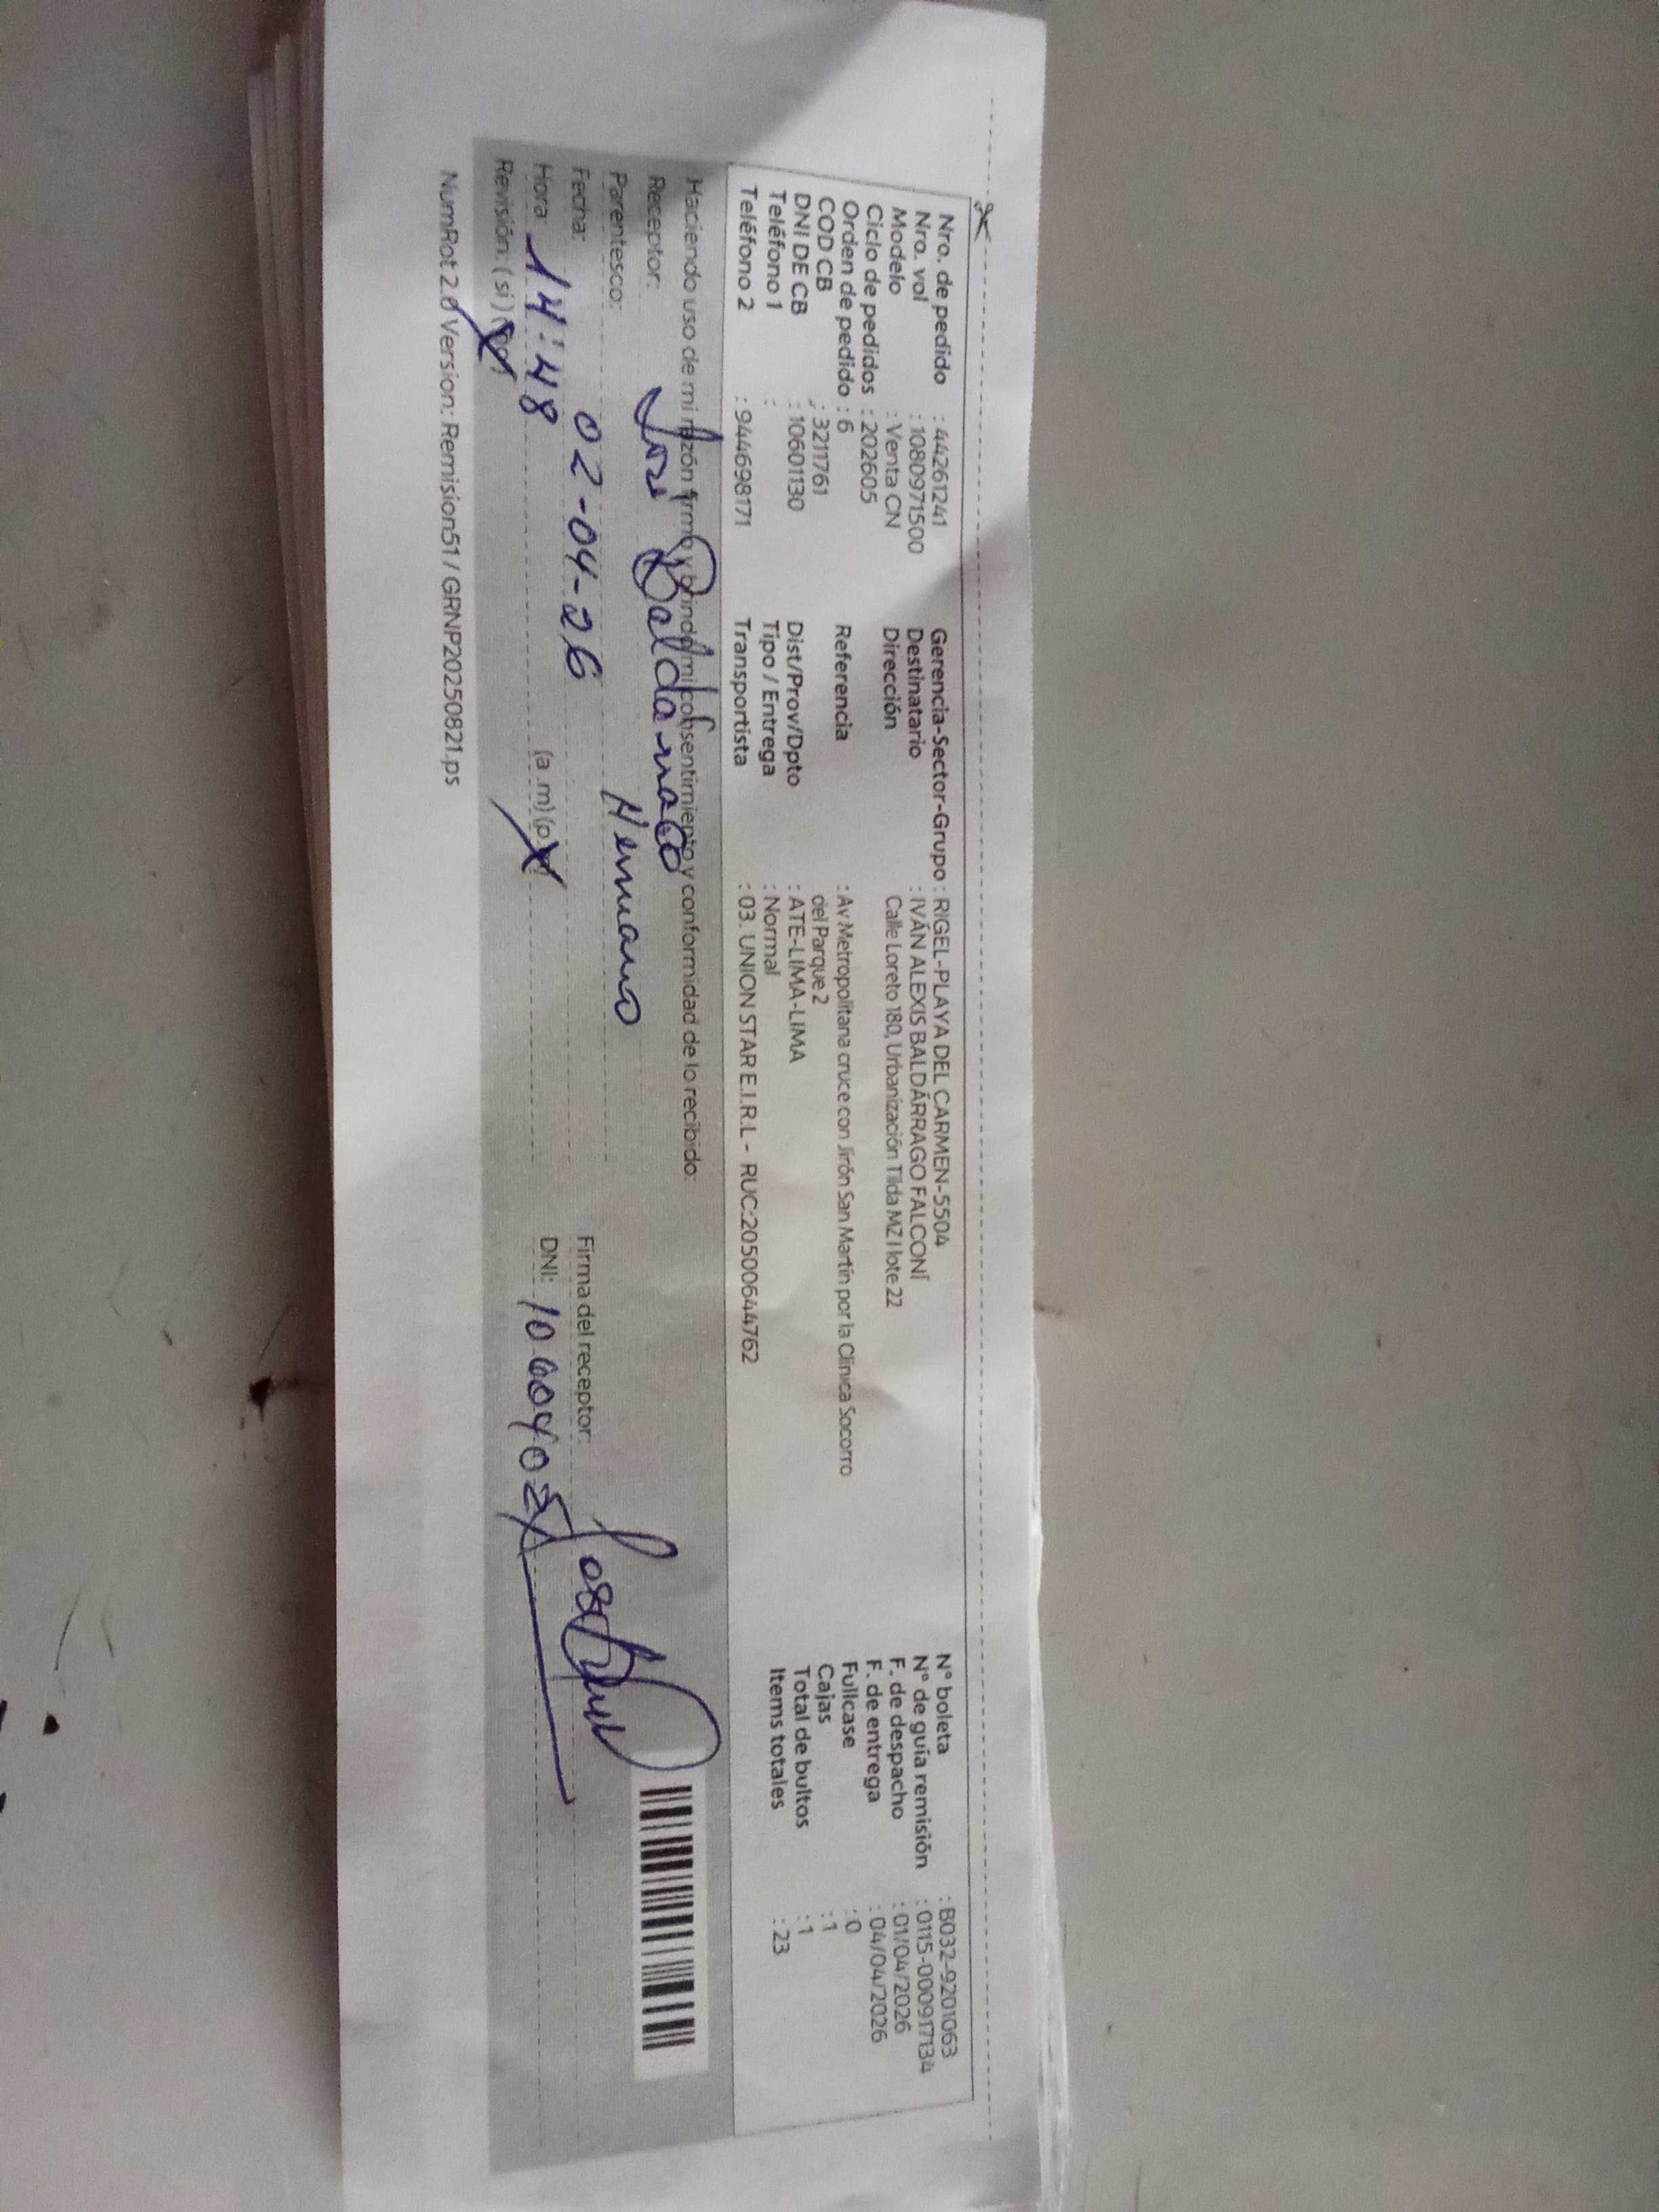 Nro. de pedido : 44261241
Nro. vol : 1080971500
Modelo : Venta CN
Ciclo de pedidos : 202605
Orden de pedido : 6
COD CB : 3211761
DNI DE CB : 10601130
Teléfono 1 :
Teléfono 2 : 944698171
Gerencia-Sector-Grupo : RIGEL-PLAYA DEL CARMEN-5504
Destinatario : IVÁN ALEXIS BALDÁRRAGO FALCONÍ
Dirección Calle Loreto 180, Urbanización Tilda MZ I lote 22
Referencia : Av Metropolitana cruce con Jirón San Martín por la Clinica Socorro
del Parque 2
Dist/Prov/Dpto : ATE-LIMA-LIMA
Tipo / Entrega : Normal
Transportista : 03. UNION STAR E.I.R.L - RUC:20500644762
N° boleta : B032-9201063
N° de guía remisión : 0115-00917134
F. de despacho : 01/04/2026
F. de entrega : 04/04/2026
Fullcase : 0
Cajas : 1
Total de bultos : 1
Items totales : 23
Haciendo uso de mi razón firmo y brindo mi consentimiento y conformidad de lo recibido:
Receptor: José
Parentesco: Hermano
Fecha: 02-04-26
Hora: 14:48 (a.m) (p
Revisión: ( si )
Firma del receptor:
DNI:
NumRot 2.0 Version: Remision51 / GRNP20250821.ps